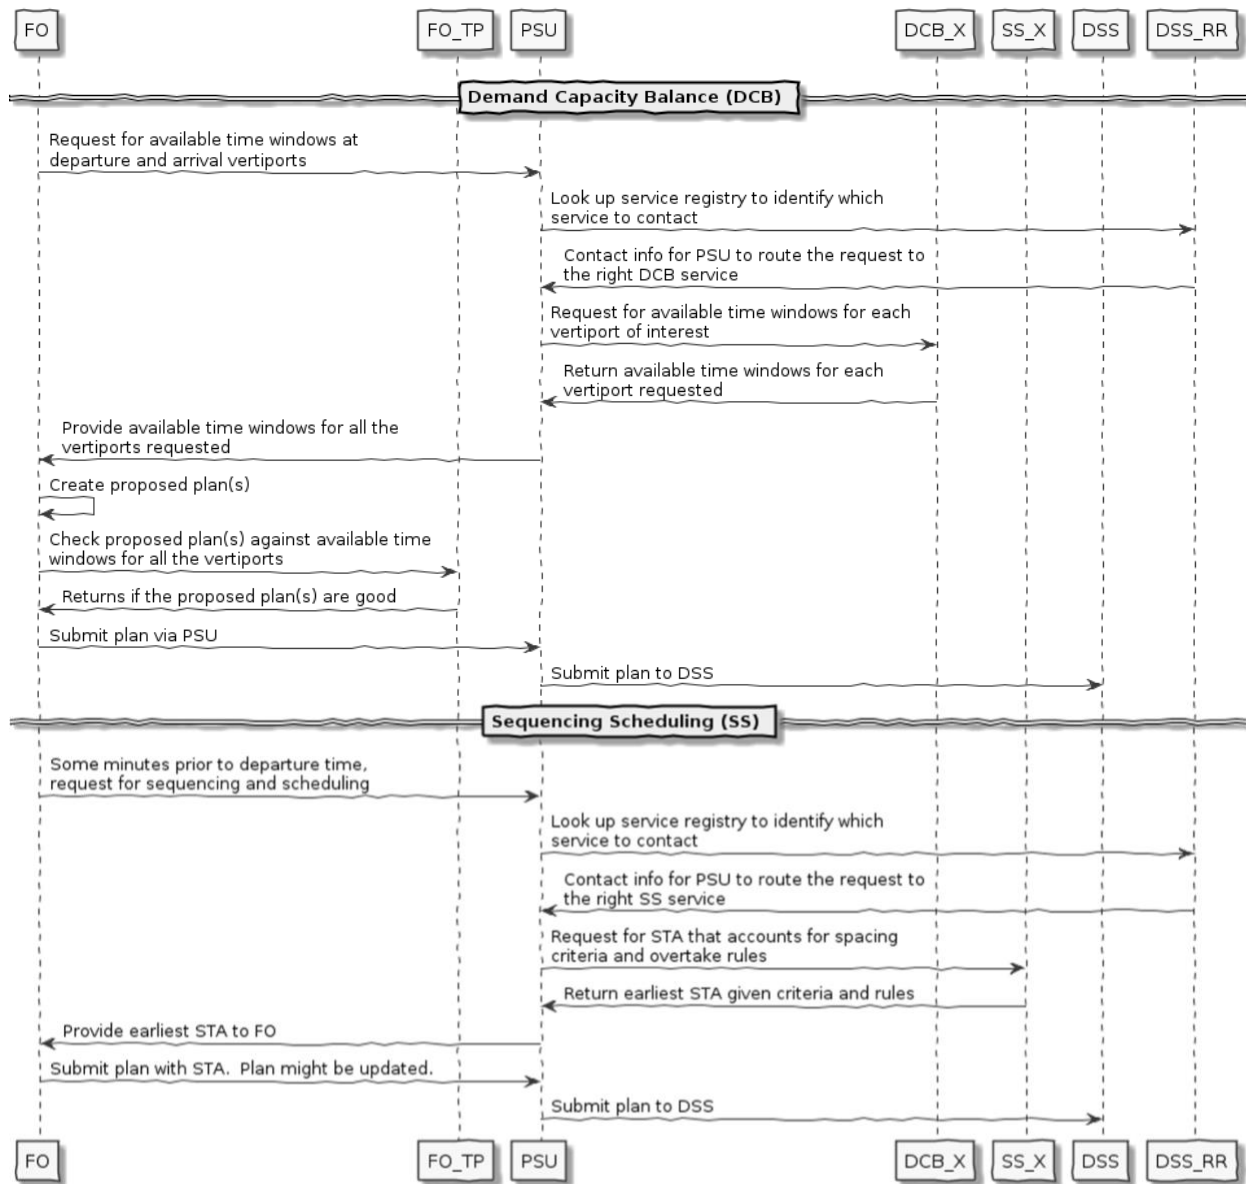 FO
FO_TP
PSU
DCB_X
SS_X
DSS
DSS_RR
Demand Capacity Balance (DCB)
Request for available time windows at
departure and arrival vertiports
Look up service registry to identify which
service to contact
Contact info for PSU to route the request to
the right DCB service
Request for available time windows for each
vertiport of interest
Return available time windows for each
vertiport requested
Provide available time windows for all the
vertiports requested
Create proposed plan(s)
Check proposed plan(s) against available time
windows for all the vertiports
Returns if the proposed plan(s) are good
Submit plan via PSU
Submit plan to DSS
Sequencing Scheduling (SS)
Some minutes prior to departure time,
request for sequencing and scheduling
Look up service registry to identify which
service to contact
Contact info for PSU to route the request to
the right SS service
Request for STA that accounts for spacing
criteria and overtake rules
Return earliest STA given criteria and rules
Provide earliest STA to FO
Submit plan with STA.  Plan might be updated.
Submit plan to DSS
FO
FO_TP
PSU
DCB_X
SS_X
DSS
DSS_RR